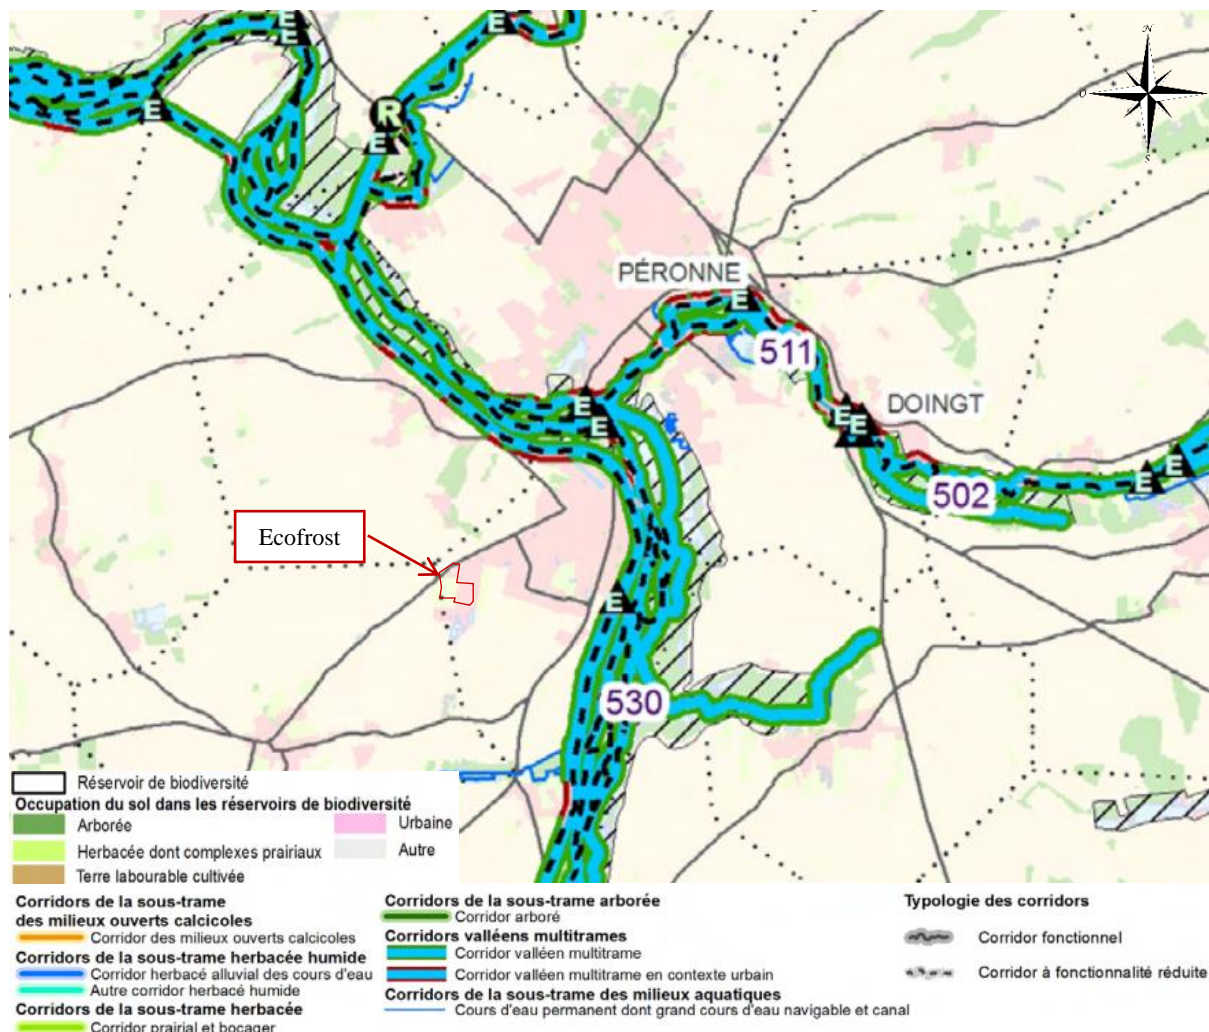 E
E
E
E
R
E
N
O
S
PÉRONNE
E
511
E
E
E
E
DOINGT
E
E
502
Ecofrost
E
530
Réservoir de biodiversité
Occupation du sol dans les réservoirs de biodiversité
Arborée
Urbaine
Herbacée dont complexes prairiaux
Autre
Terre labourable cultivée
Corridors de la sous-trame
des milieux ouverts calcicoles
Corridor des milieux ouverts calcicoles
Corridors de la sous-trame herbacée humide
Corridor herbacé alluvial des cours d'eau
Autre corridor herbacé humide
Corridors de la sous-trame herbacée
Corridor prairial et bocager
Corridors de la sous-trame arborée
Corridor arboré
Corridors valléens multitrames
Corridor valléen multitrame
Corridor valléen multitrame en contexte urbain
Corridors de la sous-trame des milieux aquatiques
Cours d'eau permanent dont grand cours d'eau navigable et canal
Typologie des corridors
Corridor fonctionnel
Corridor à fonctionnalité réduite